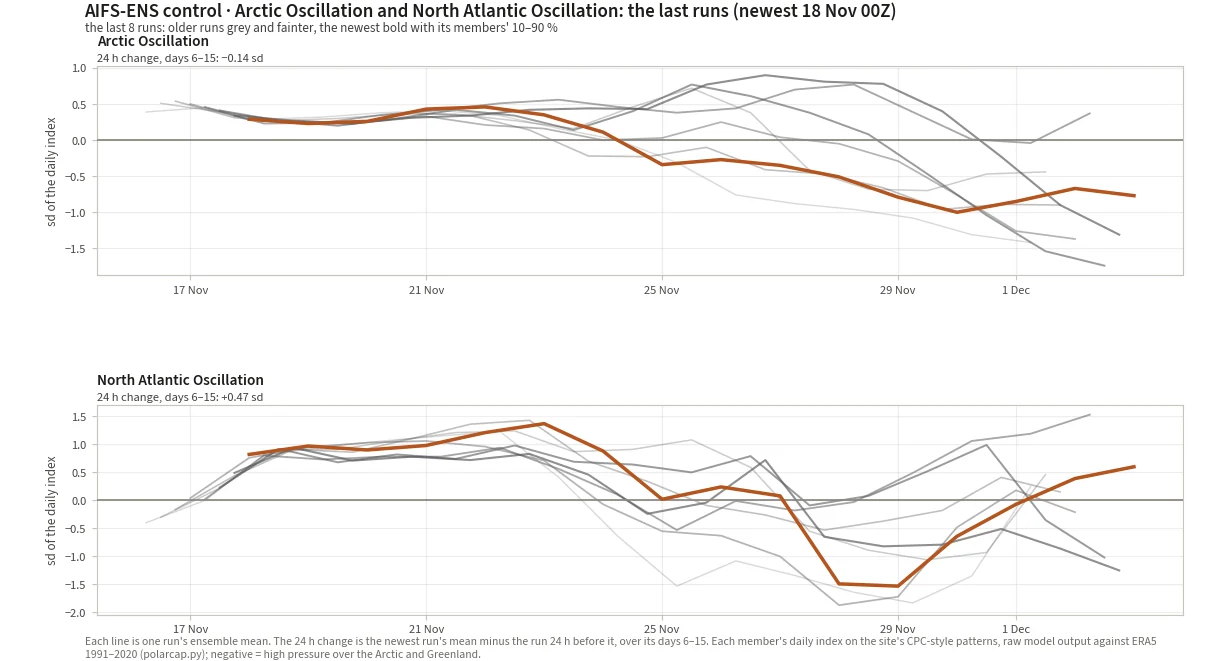 AIFS-ENS control · Arctic Oscillation and North Atlantic Oscillation: the last runs (newest 18 Nov 00Z)
the last 8 runs: older runs grey and fainter, the newest bold with its members' 10–90 %
Arctic Oscillation
24 h change, days 6–15: −0.14 sd
1.0
0.5
0.0
−0.5
−1.0
−1.5
sd of the daily index
17 Nov 21 Nov 25 Nov 29 Nov 1 Dec
North Atlantic Oscillation
24 h change, days 6–15: +0.47 sd
1.5
1.0
0.5
0.0
−0.5
−1.0
−1.5
−2.0
sd of the daily index
17 Nov 21 Nov 25 Nov 29 Nov 1 Dec
Each line is one run's ensemble mean. The 24 h change is the newest run's mean minus the run 24 h before it, over its days 6–15. Each member's daily index on the site's CPC-style patterns, raw model output against ERA5
1991–2020 (polarcap.py); negative = high pressure over the Arctic and Greenland.